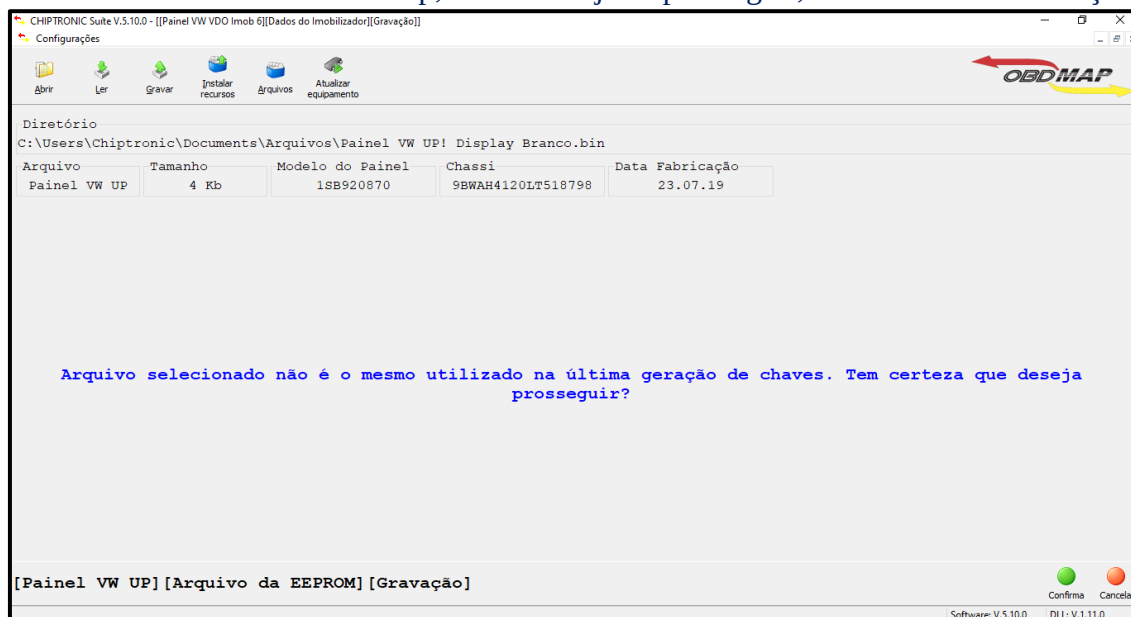 CHIPTRONIC Suíte V.5.10.0 - [[Painel VW VDO Imob 6][Dados do Imobilizador][Gravação]]
Configurações
Abrir
Ler
Gravar
Instalar recursos
Arquivos
Atualizar equipamento
OBDMAP
Diretório
C:\Users\Chiptronic\Documents\Arquivos\Painel VW UP! Display Branco.bin
Arquivo Tamanho Modelo do Painel Chassi Data Fabricação
Painel VW UP 4 Kb 1SB920870 9BWAH4120LT518798 23.07.19
Arquivo selecionado não é o mesmo utilizado na última geração de chaves. Tem certeza que deseja
prosseguir?
[Painel VW UP][Arquivo da EEPROM][Gravação]
Confirma Cancela
Software: V.5.10.0 DLL: V.1.11.0